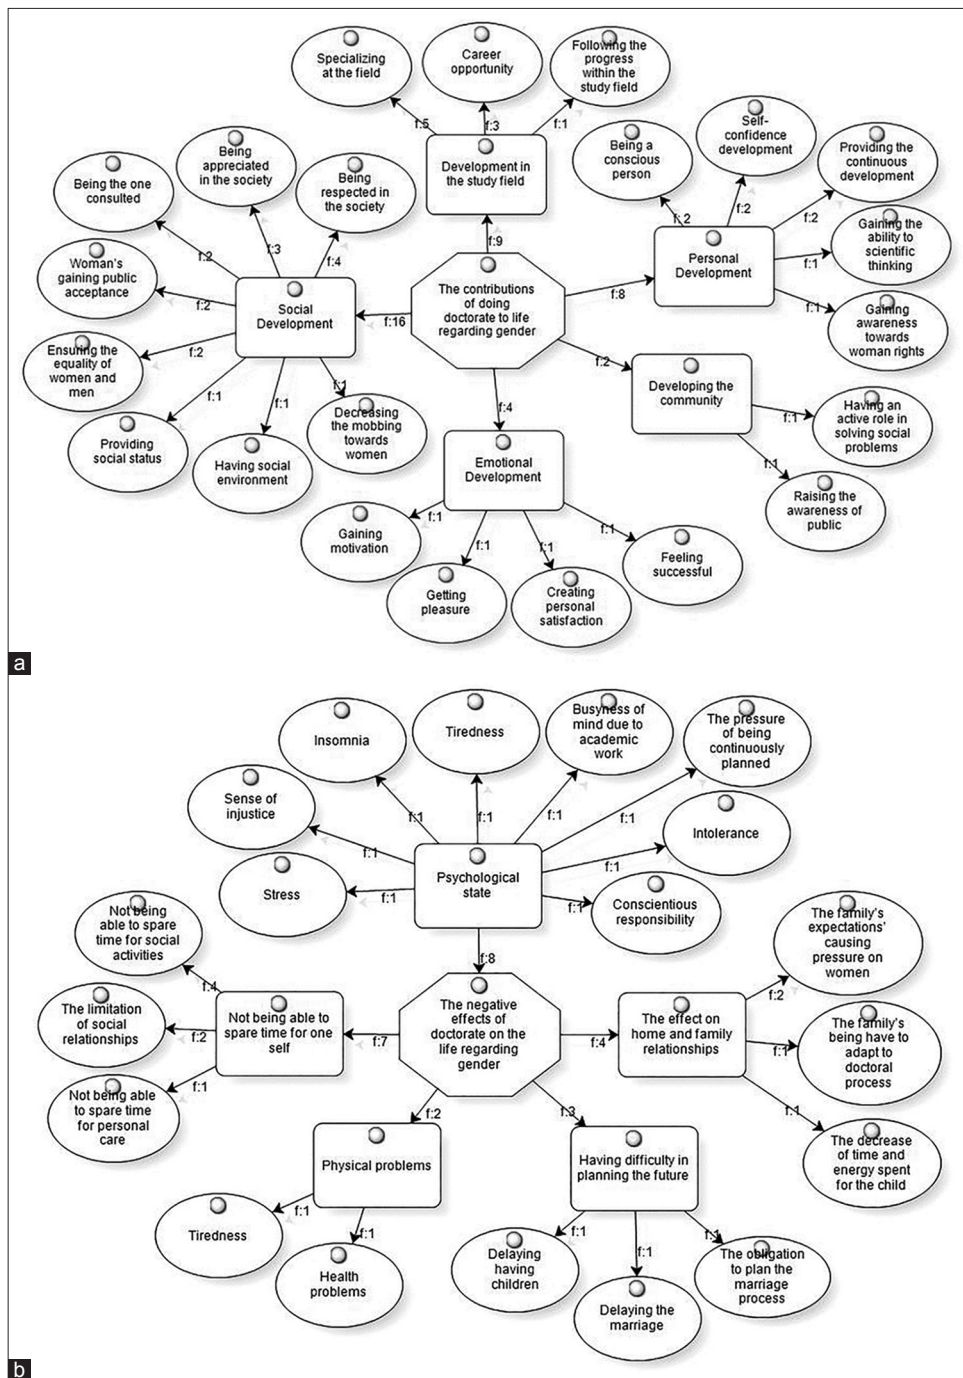 Specializing
at the field
f:5
Career
opportunity
f:3
Following the
progress within
the study field
f:1
Development in
the study field
f:9
Being a
conscious
person
f:2
Self-
confidence
development
f:2
Providing the
continuous
development
f:2
Gaining the
ability to
scientific
thinking
f:1
Gaining
awareness
towards
woman rights
f:1
Personal
Development
f:8
Being the one
consulted
f:2
Being
appreciated
in the society
f:3
Being
respected in
the society
f:4
Woman's
gaining public
acceptance
f:2
Ensuring the
equality of
women and
men
f:2
Providing
social status
f:1
Having social
environment
f:1
Decreasing
the mobbing
towards
women
f:1
Social
Development
f:16
The contributions
of doing
doctorate to life
regarding gender
f:2
Developing the
community
f:1
Having an
active role in
solving social
problems
f:1
Raising the
awareness of
public
f:4
Emotional
Development
f:1
Gaining
motivation
f:1
Getting
pleasure
f:1
Creating
personal
satisfaction
f:1
Feeling
successful
a
Insomnia
f:1
Tiredness
f:1
Busyness of
mind due to
academic
work
f:1
The pressure
of being
continuously
planned
f:1
Sense of
injustice
f:1
Intolerance
f:1
Stress
f:1
Conscientious
responsibility
f:1
Psychological
state
f:8
Not being
able to spare
time for social
activities
f:4
The limitation
of social
relationships
f:2
Not being able
to spare time
for personal
care
f:1
Not being able to
spare time for one
self
f:7
The negative
effects of
doctorate on the
life regarding
gender
f:4
The effect on
home and family
relationships
f:2
The family's
expectations'
causing
pressure on
women
f:1
The family's
being have to
adapt to
doctoral
process
f:1
The decrease
of time and
energy spent
for the child
f:2
Physical problems
f:1
Tiredness
f:1
Health
problems
f:3
Having difficulty in
planning the future
f:1
Delaying
having
children
f:1
Delaying the
marriage
f:1
The obligation
to plan the
marriage
process
b